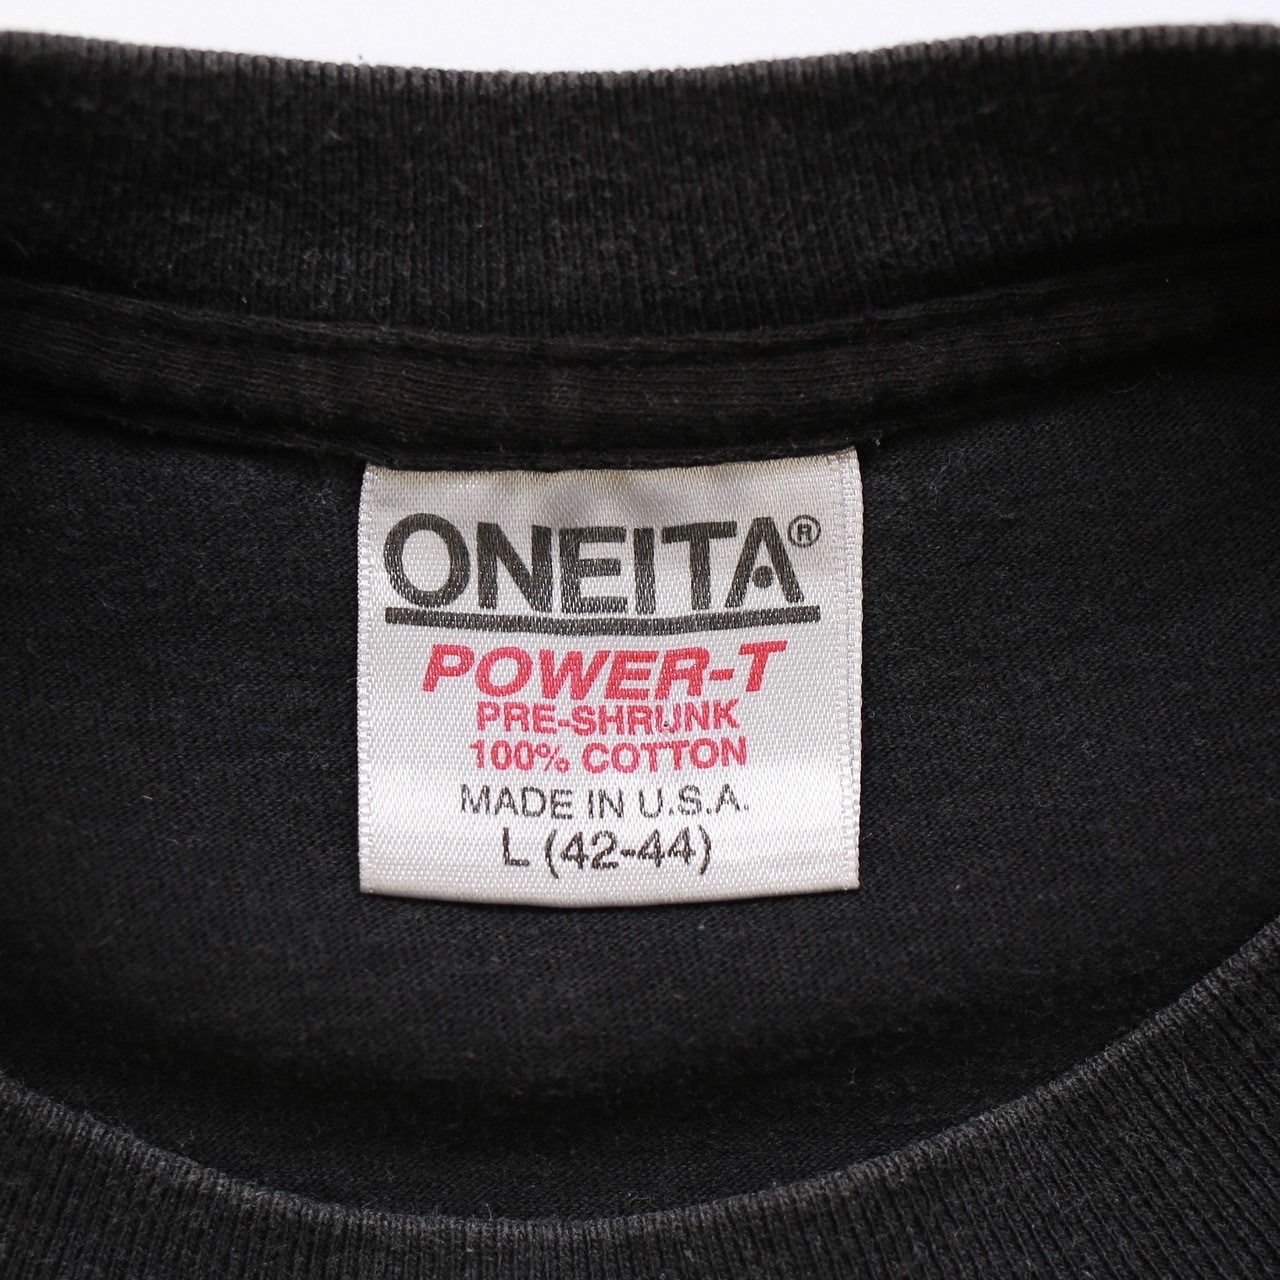 ONEITA®
POWER-T
PRE-SHRUNK
100% COTTON
MADE IN U.S.A.
L (42-44)